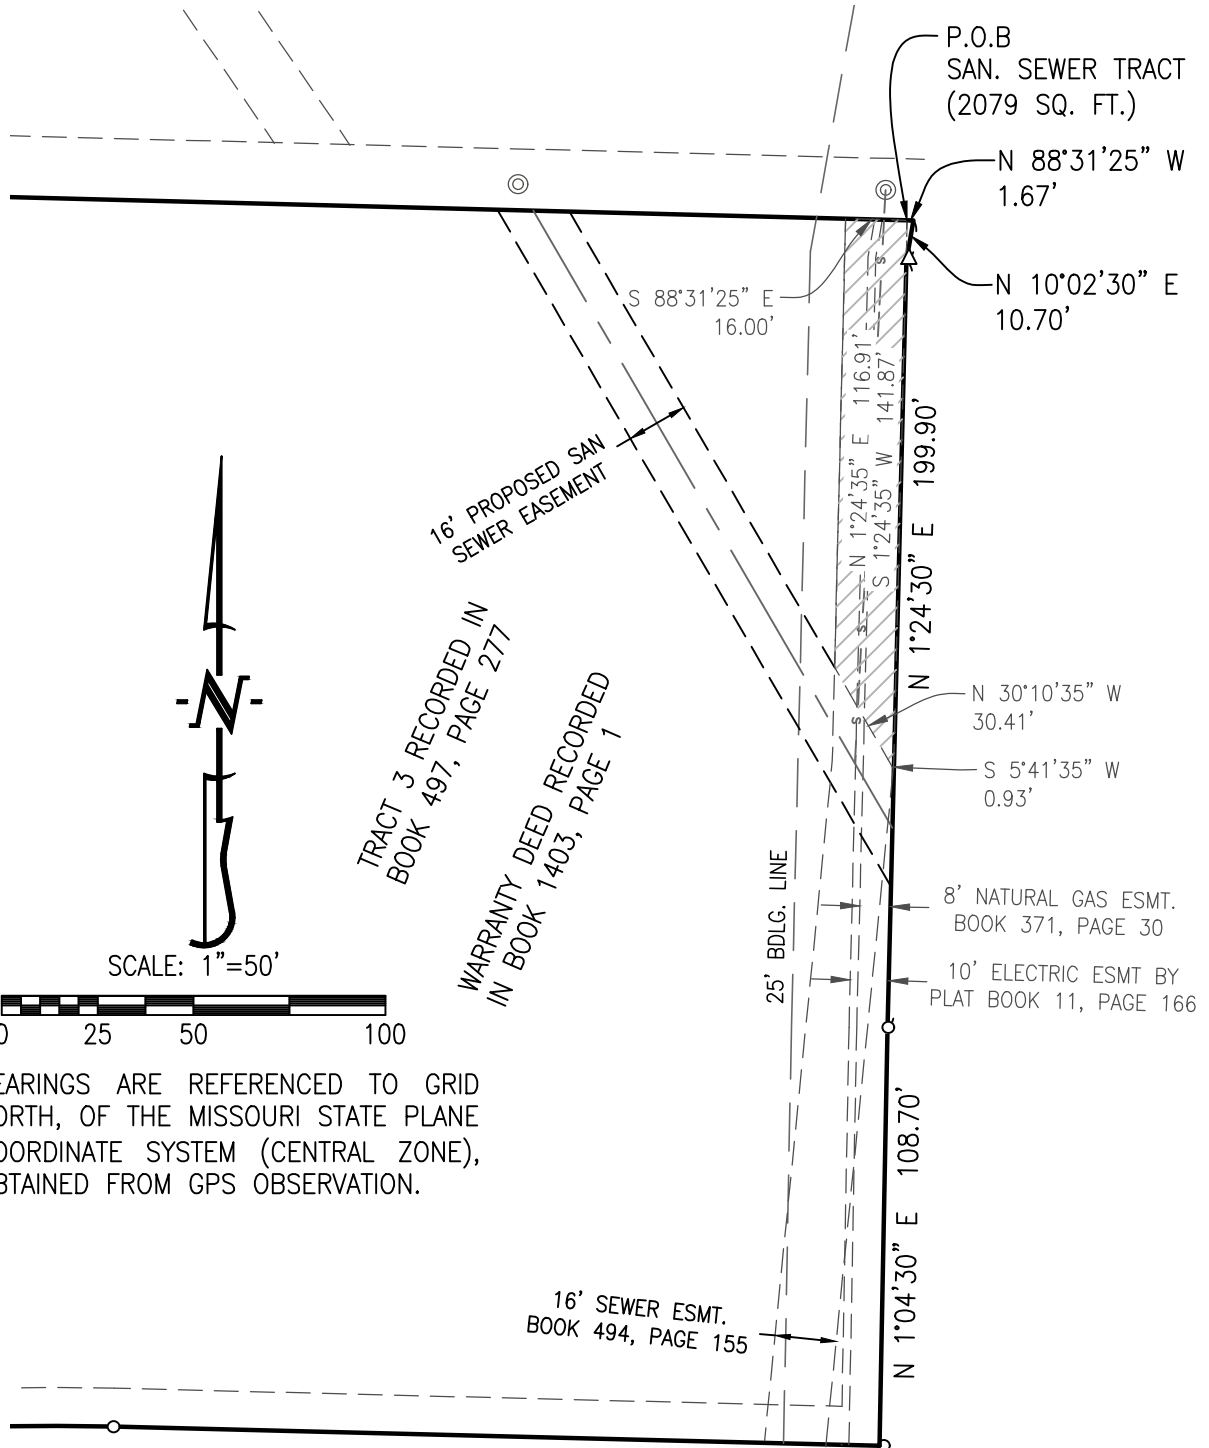 P.O.B
SAN. SEWER TRACT
(2079 SQ. FT.)
N 88°31'25" W
1.67'
N 10°02'30" E
10.70'
S 88°31'25" E
16.00'
N 1°24'35" E 116.91'
S 1°24'35" W 141.87'
N 1°24'30" E 199.90'
16' PROPOSED SAN
SEWER EASEMENT
TRACT 3 RECORDED IN
BOOK 497, PAGE 277
WARRANTY DEED RECORDED
IN BOOK 1403, PAGE 1
N 30°10'35" W
30.41'
S 5°41'35" W
0.93'
25' BDLG. LINE
8' NATURAL GAS ESMT.
BOOK 371, PAGE 30
10' ELECTRIC ESMT BY
PLAT BOOK 11, PAGE 166
N
SCALE: 1"=50'
0 25 50 100
EARINGS ARE REFERENCED TO GRID
ORTH, OF THE MISSOURI STATE PLANE
OORDINATE SYSTEM (CENTRAL ZONE),
BTAINED FROM GPS OBSERVATION.
N 1°04'30" E 108.70'
16' SEWER ESMT.
BOOK 494, PAGE 155
S
S
S